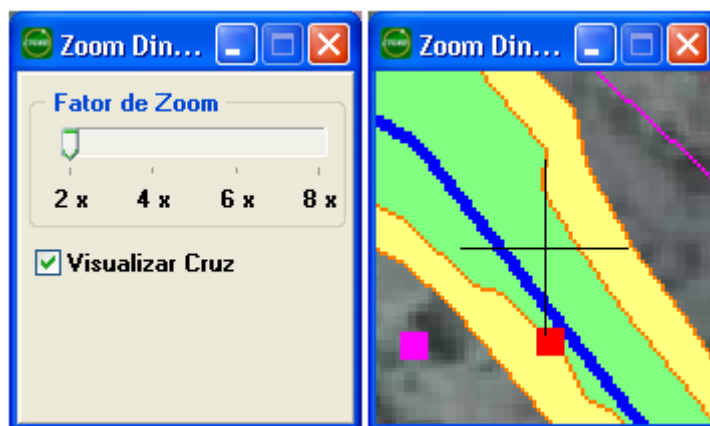 Zoom Din...
Zoom Din...
Fator de Zoom
2 x 4 x 6 x 8 x
Visualizar Cruz